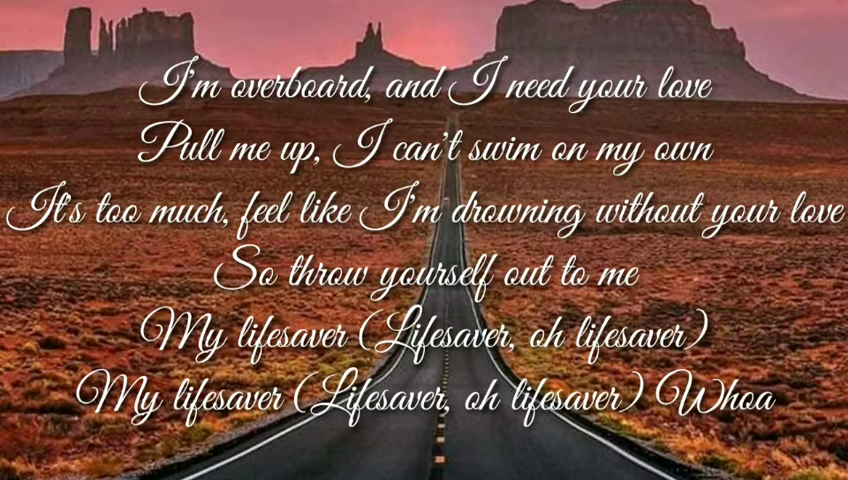 I'm overboard, and I need your love
Pull me up, I can't swim on my own
It's too much, feel like I'm drowning without your love
So throw yourself out to me
My lifesaver (Lifesaver, oh lifesaver)
My lifesaver (Lifesaver, oh lifesaver) Whoa